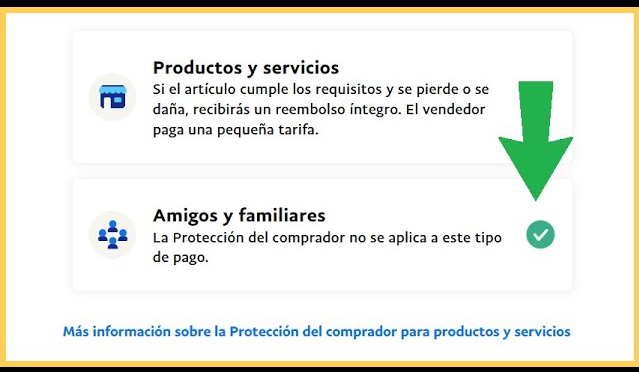 Productos y servicios
Si el artículo cumple los requisitos y se pierde o se
daña, recibirás un reembolso íntegro. El vendedor
paga una pequeña tarifa.
Amigos y familiares
La Protección del comprador no se aplica a este tipo
de pago.
Más información sobre la Protección del comprador para productos y servicios